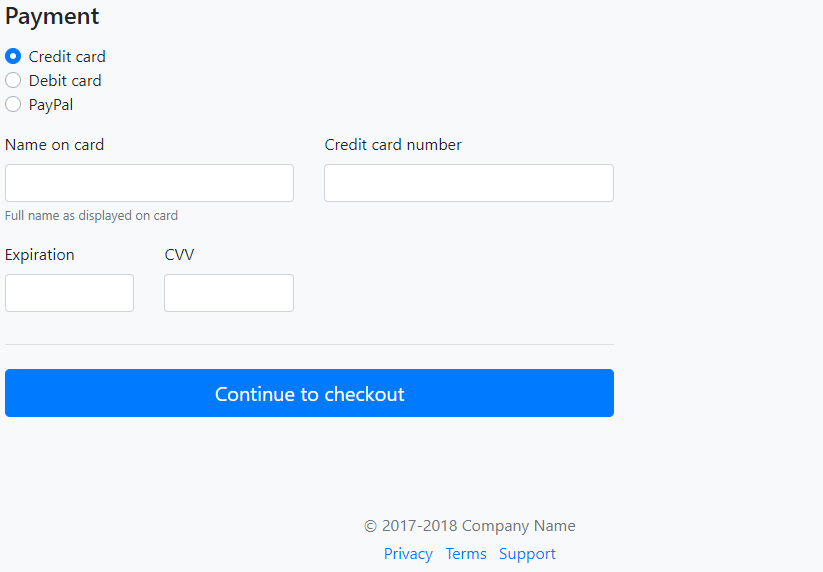 Payment
Credit card
Debit card
PayPal
Name on card
Credit card number
Full name as displayed on card
Expiration
CVV
Continue to checkout
© 2017-2018 Company Name
Privacy Terms Support